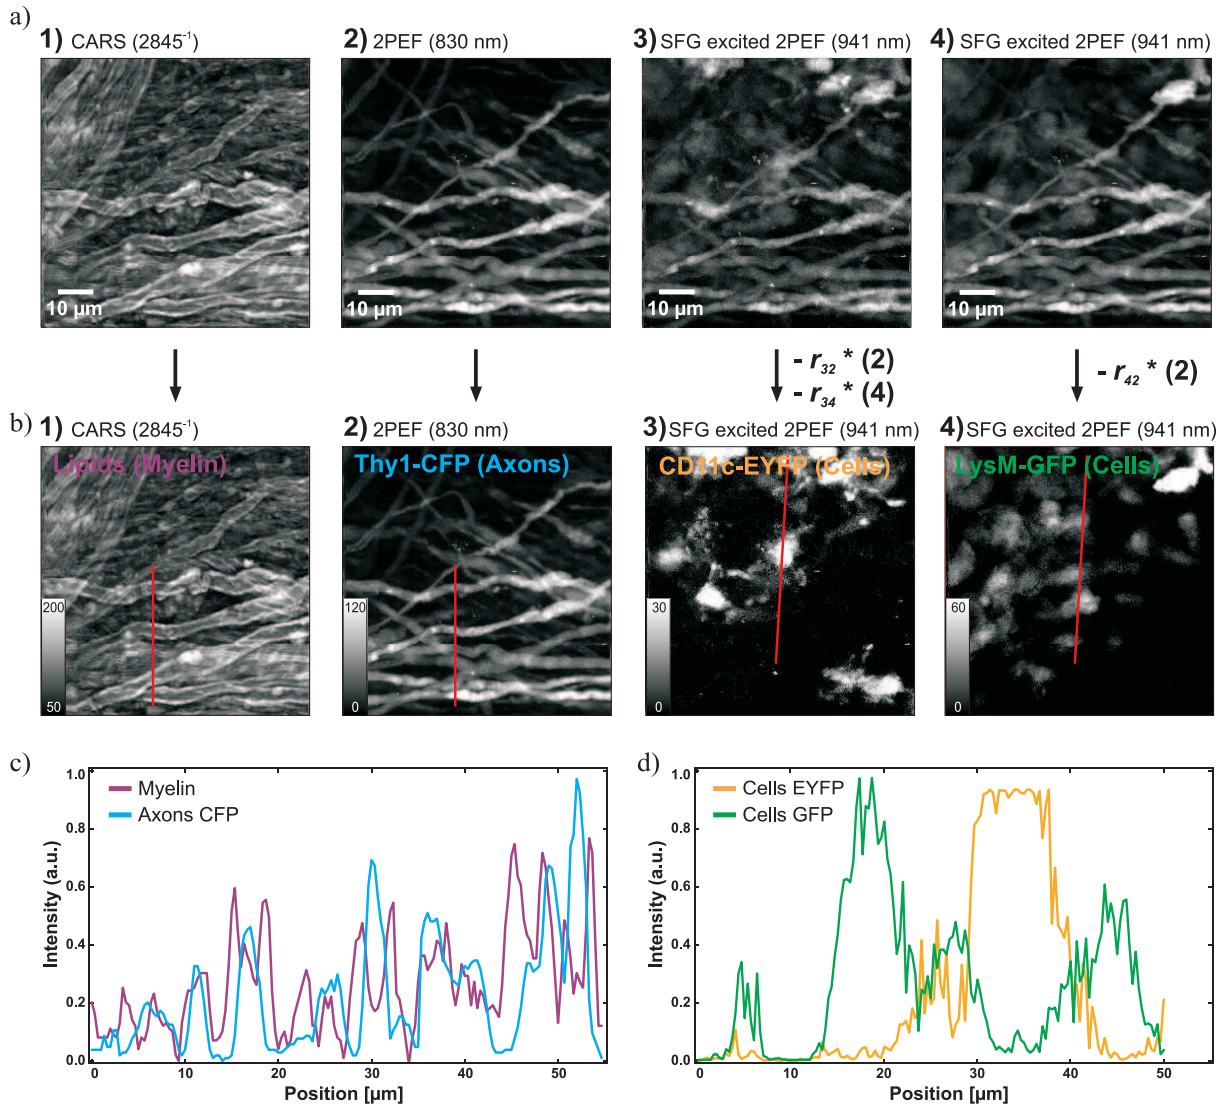 a)
1) CARS (2845⁻¹)
2) 2PEF (830 nm)
3) SFG excited 2PEF (941 nm)
4) SFG excited 2PEF (941 nm)
10 µm
10 µm
10 µm
10 µm
- r₃₂ * (2)
- r₃₄ * (4)
- r₄₂ * (2)
b)
1) CARS (2845⁻¹)
2) 2PEF (830 nm)
3) SFG excited 2PEF (941 nm)
4) SFG excited 2PEF (941 nm)
Lipids (Myelin)
Thy1-CFP (Axons)
CD11c-EYFP (Cells)
LysM-GFP (Cells)
200
50
120
0
30
0
60
0
c)
Intensity (a.u.)
1.0
0.8
0.6
0.4
0.2
0.0
Myelin
Axons CFP
0 10 20 30 40 50
Position [µm]
d)
Intensity (a.u.)
1.0
0.8
0.6
0.4
0.2
0.0
Cells EYFP
Cells GFP
0 10 20 30 40 50
Position [µm]